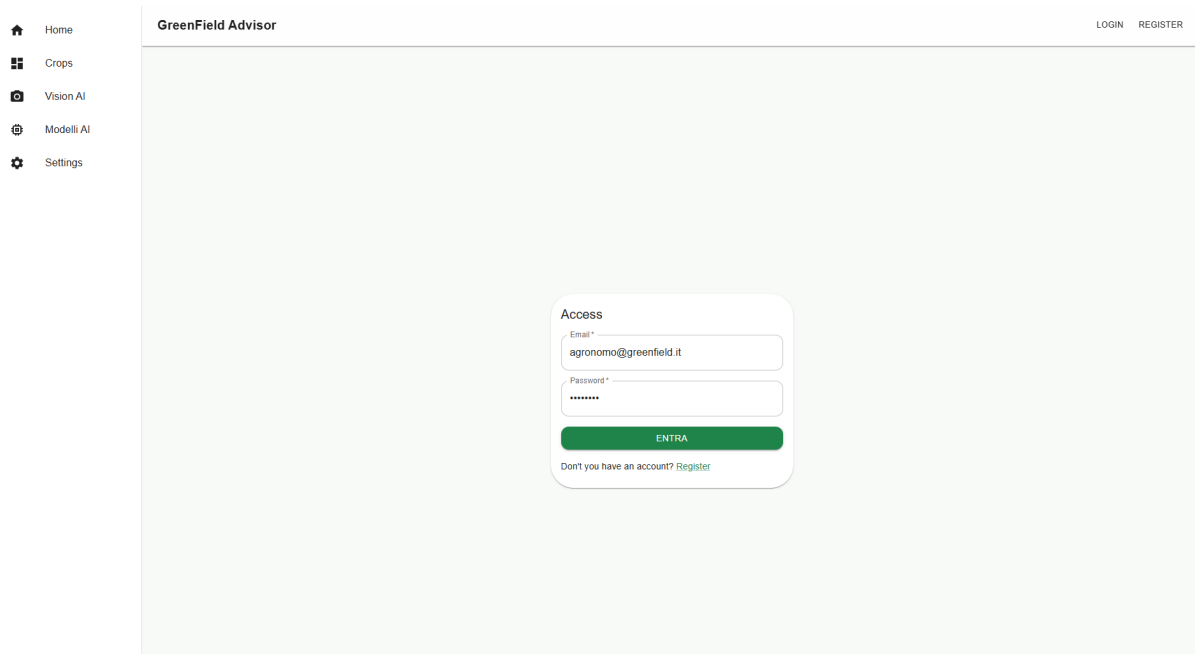 Home
Crops
Vision AI
Modelli AI
Settings
GreenField Advisor
LOGIN REGISTER
Access
Email *
agronomo@greenfield.it
Password *
••••••••
ENTRA
Don't you have an account? Register